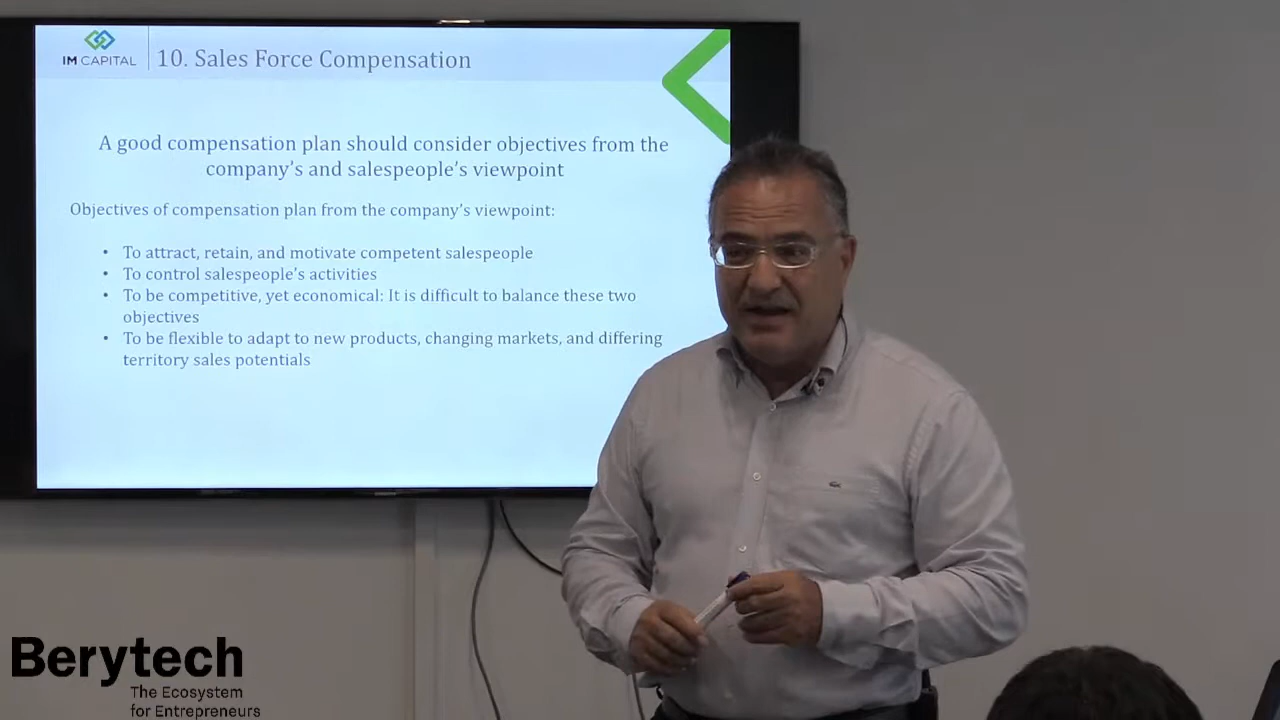 IM CAPITAL
10. Sales Force Compensation
A good compensation plan should consider objectives from the
company's and salespeople's viewpoint
Objectives of compensation plan from the company's viewpoint:
• To attract, retain, and motivate competent salespeople
• To control salespeople's activities
• To be competitive, yet economical: It is difficult to balance these two
objectives
• To be flexible to adapt to new products, changing markets, and differing
territory sales potentials
Berytech
The Ecosystem
for Entrepreneurs